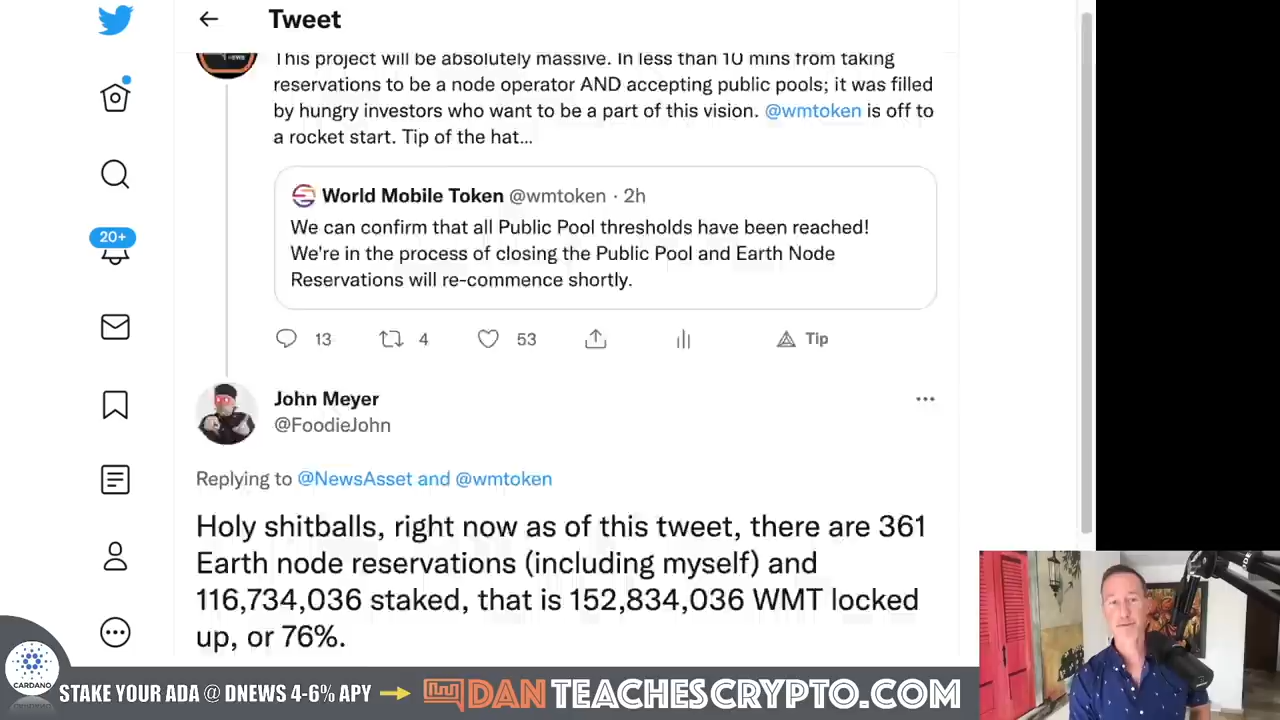 Tweet
This project will be absolutely massive. In less than 10 mins from taking
reservations to be a node operator AND accepting public pools; it was filled
by hungry investors who want to be a part of this vision. @wmtoken is off to
a rocket start. Tip of the hat...
World Mobile Token @wmtoken · 2h
We can confirm that all Public Pool thresholds have been reached!
We're in the process of closing the Public Pool and Earth Node
Reservations will re-commence shortly.
20+
13 4 53 Tip
John Meyer
@FoodieJohn
Replying to @NewsAsset and @wmtoken
Holy shitballs, right now as of this tweet, there are 361
Earth node reservations (including myself) and
116,734,036 staked, that is 152,834,036 WMT locked
up, or 76%.
CARDANO
STAKE YOUR ADA @ DNEWS 4-6% APY
DANTEACHESCRYPTO.COM